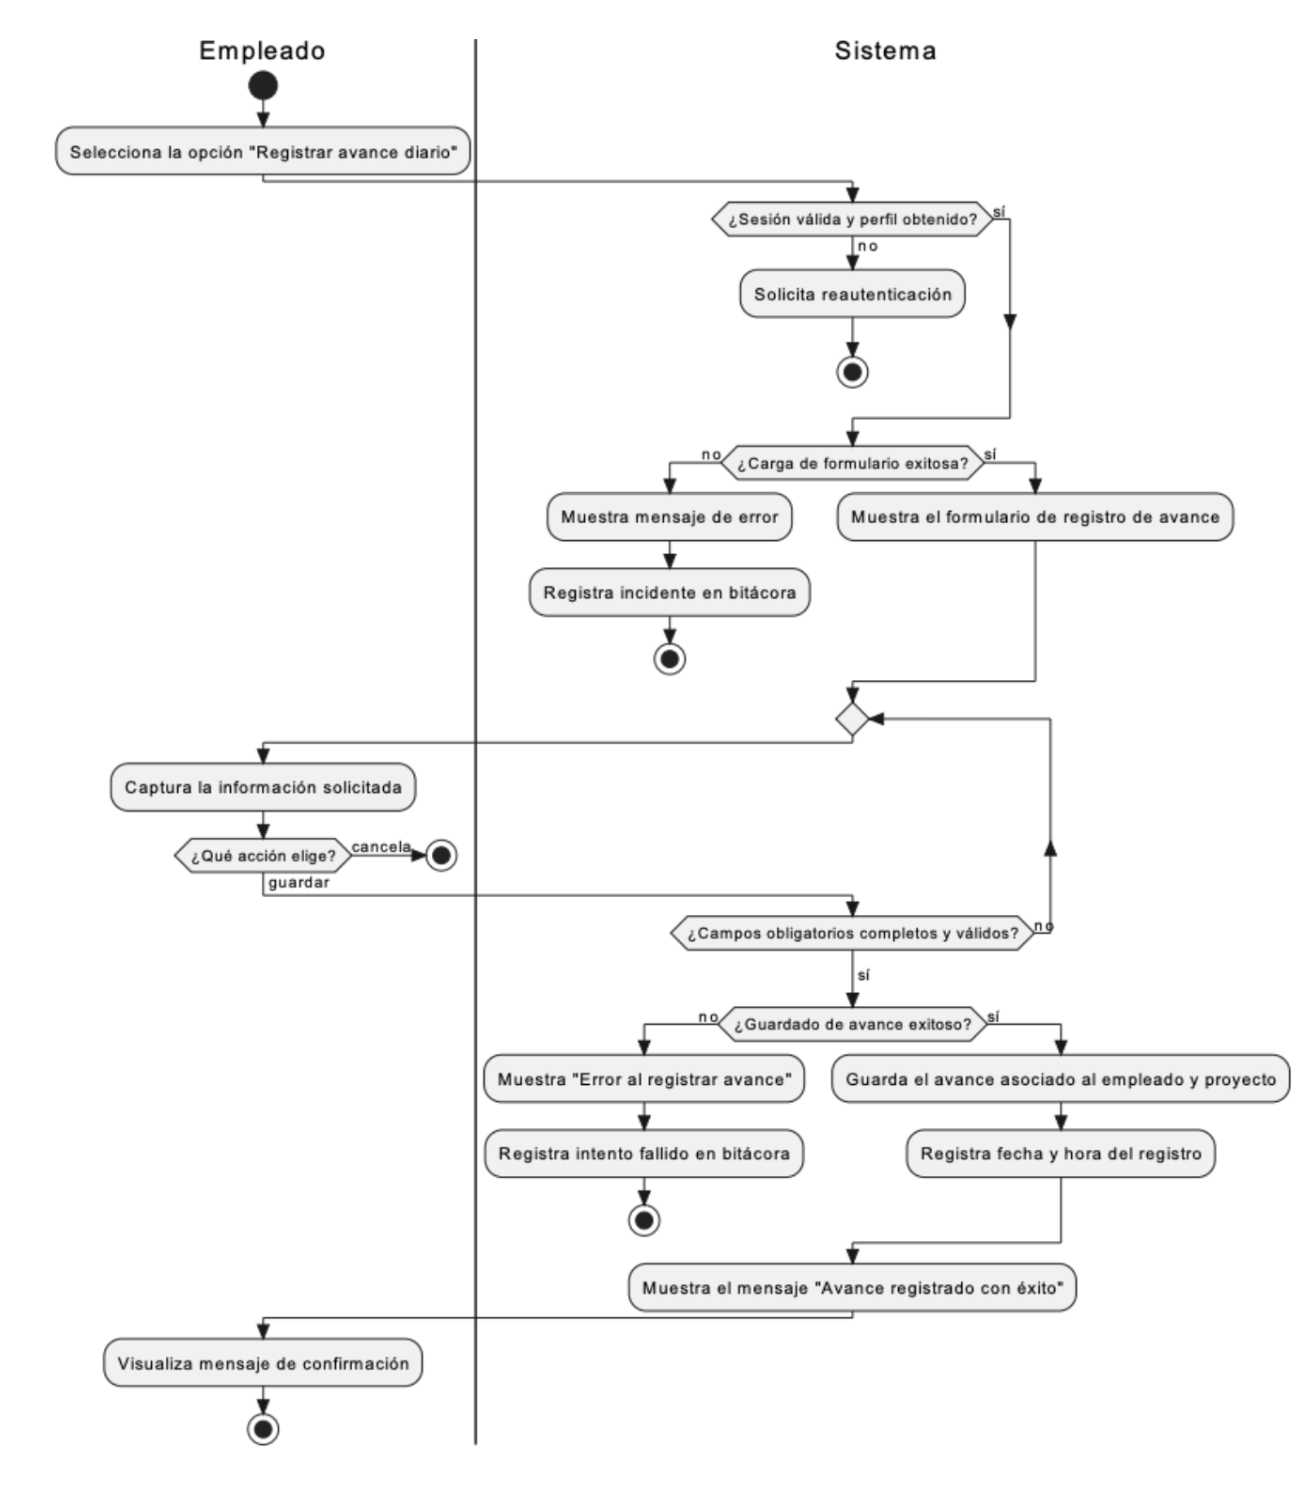 Empleado
Sistema
Selecciona la opción "Registrar avance diario"
¿Sesión válida y perfil obtenido?
sí
no
Solicita reautenticación
¿Carga de formulario exitosa?
no
sí
Muestra mensaje de error
Muestra el formulario de registro de avance
Registra incidente en bitácora
Captura la información solicitada
¿Qué acción elige?
cancela
guardar
¿Campos obligatorios completos y válidos?
no
sí
¿Guardado de avance exitoso?
no
sí
Muestra "Error al registrar avance"
Guarda el avance asociado al empleado y proyecto
Registra intento fallido en bitácora
Registra fecha y hora del registro
Muestra el mensaje "Avance registrado con éxito"
Visualiza mensaje de confirmación